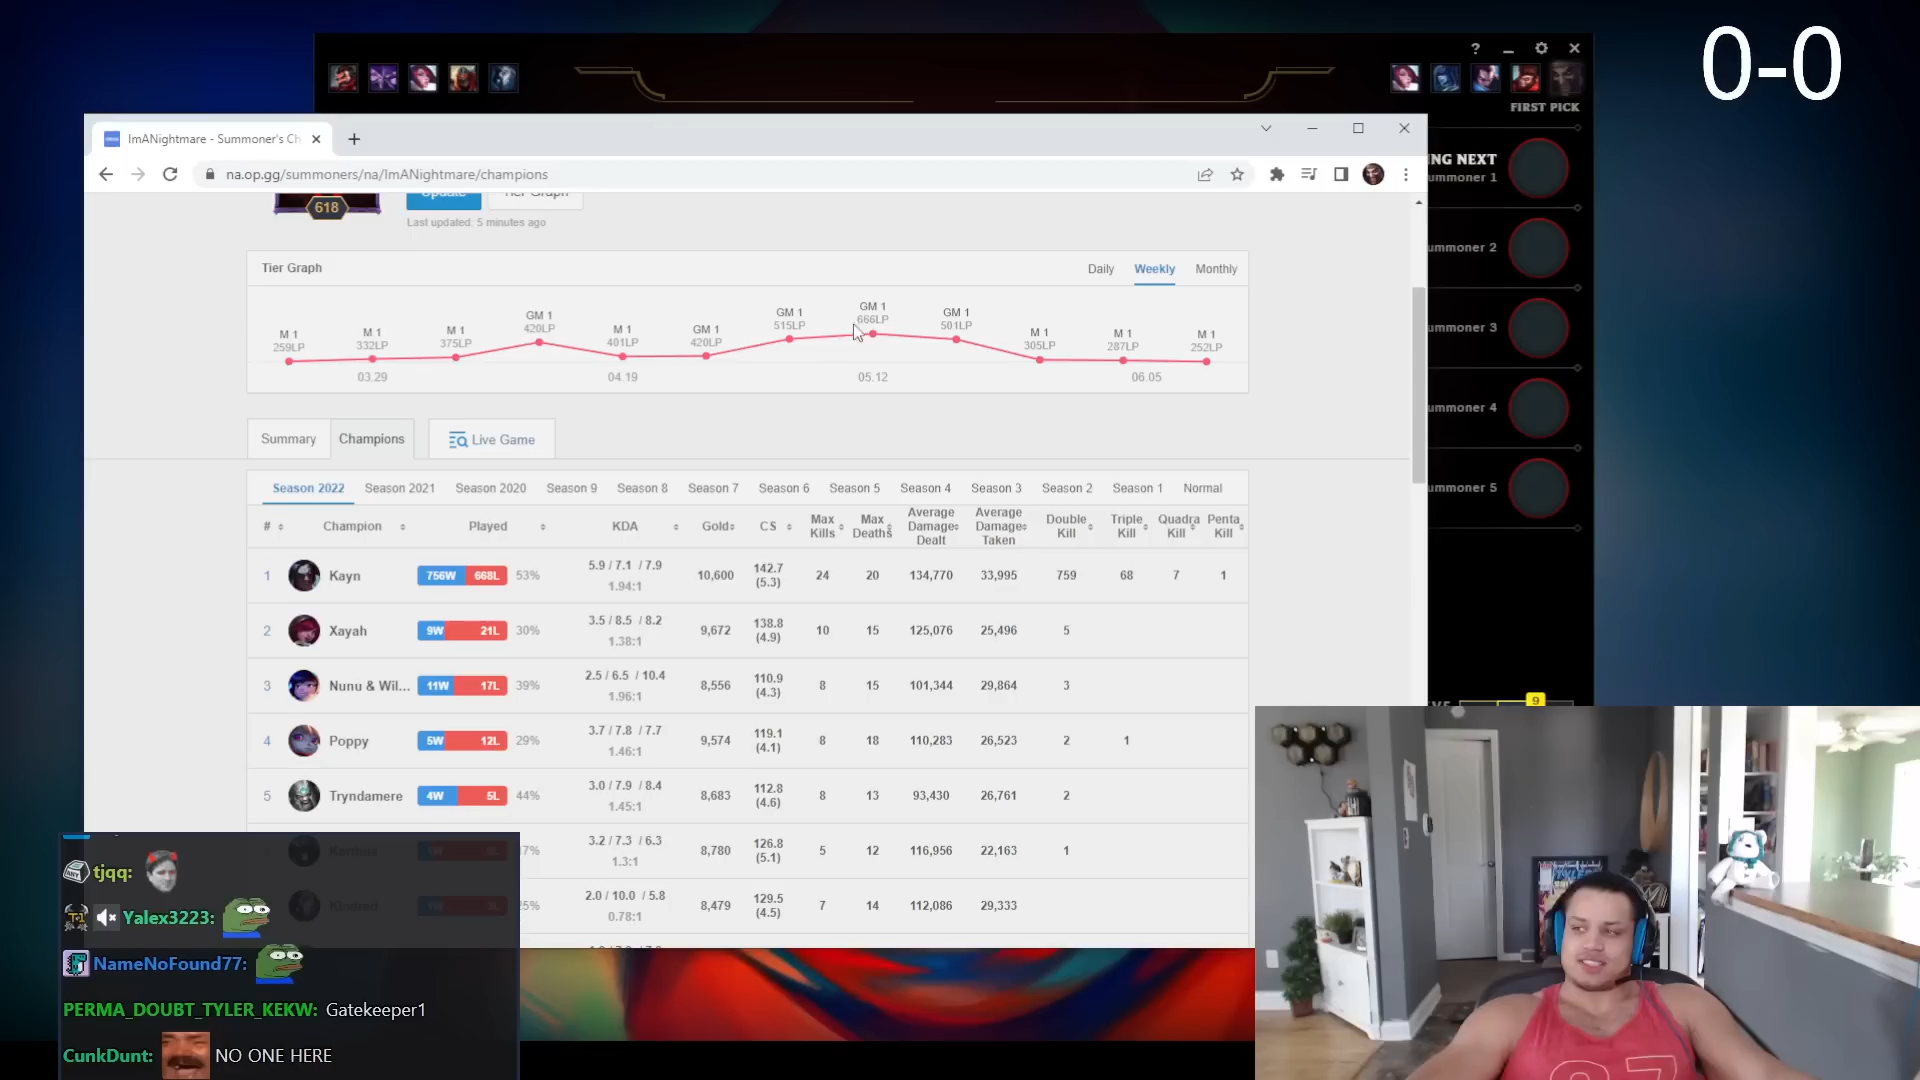 0-0
FIRST PICK
ImANightmare - Summoner's Ch
na.op.gg/summoners/na/ImANightmare/champions
ING NEXT
ummoner 1
ummoner 2
ummoner 3
ummoner 4
ummoner 5
9
618
Update
Tier Graph
Last updated: 5 minutes ago
Tier Graph
Daily Weekly Monthly
M 1 259LP
M 1 332LP
M 1 375LP
GM 1 420LP
M 1 401LP
GM 1 420LP
GM 1 515LP
GM 1 666LP
GM 1 501LP
M 1 305LP
M 1 287LP
M 1 252LP
03.29 04.19 05.12 06.05
Summary Champions Live Game
Season 2022 Season 2021 Season 2020 Season 9 Season 8 Season 7 Season 6 Season 5 Season 4 Season 3 Season 2 Season 1 Normal
# Champion Played KDA Gold CS Max Kills Max Deaths Average Damage Dealt Average Damage Taken Double Kill Triple Kill Quadra Kill Penta Kill
1 Kayn 756W 668L 53% 5.9 / 7.1 / 7.9 1.94:1 10,600 142.7 (5.3) 24 20 134,770 33,995 759 68 7 1
2 Xayah 9W 21L 30% 3.5 / 8.5 / 8.2 1.38:1 9,672 138.8 (4.9) 10 15 125,076 25,496 5
3 Nunu & Wil... 11W 17L 39% 2.5 / 6.5 / 10.4 1.96:1 8,556 110.9 (4.3) 8 15 101,344 29,864 3
4 Poppy 5W 12L 29% 3.7 / 7.8 / 7.7 1.46:1 9,574 119.1 (4.1) 8 18 110,283 26,523 2 1
5 Tryndamere 4W 5L 44% 3.0 / 7.9 / 8.4 1.45:1 8,683 112.8 (4.6) 8 13 93,430 26,761 2
3.2 / 7.3 / 6.3 1.3:1 8,780 126.8 (5.1) 5 12 116,956 22,163 1
Kindred 2.0 / 10.0 / 5.8 0.78:1 8,479 129.5 (4.5) 7 14 112,086 29,333
tjqq:
Yalex3223:
NameNoFound77:
PERMA_DOUBT_TYLER_KEKW: Gatekeeper1
CunkDunt: NO ONE HERE